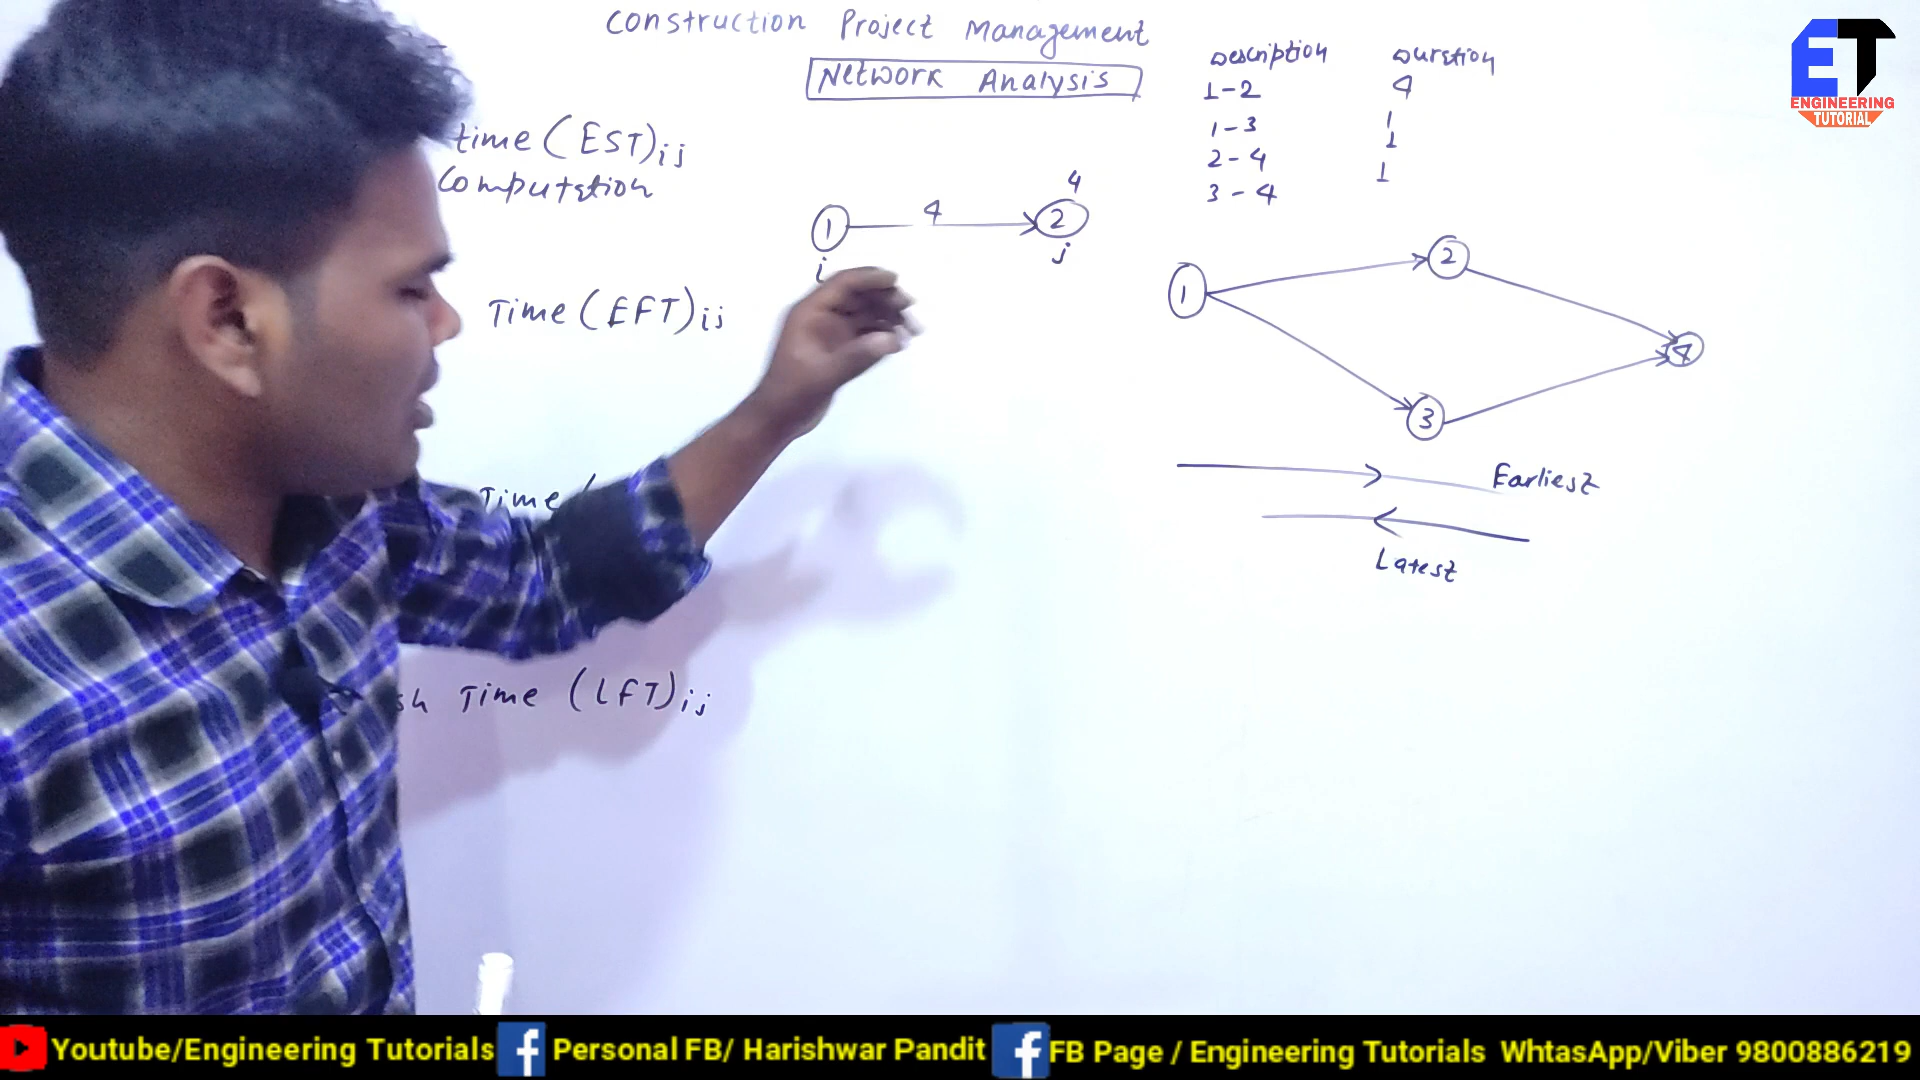 Construction Project Management
Network Analysis
time (EST)ij
Computation
Time (EFT)ij
Time (
sh Time (LFT)ij
1 4 2
4
i j
Description Duration
1-2 4
1-3 1
2-4 1
3-4 1
1
2
3
4
Earliest
Latest
ET
ENGINEERING
TUTORIAL
Youtube/Engineering Tutorials f Personal FB/ Harishwar Pandit f FB Page / Engineering Tutorials WhtasApp/Viber 9800886219